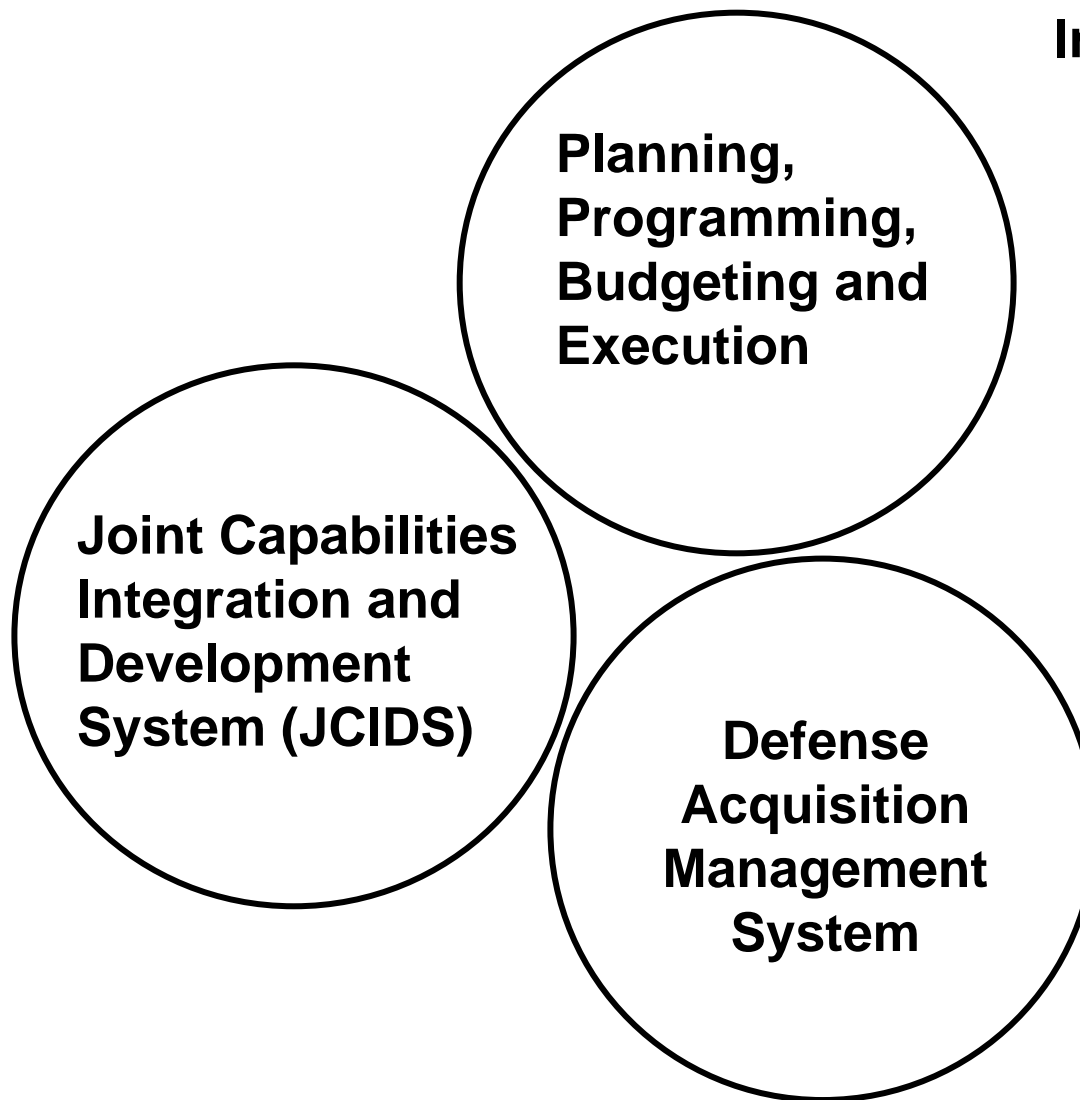 Planning,
Programming,
Budgeting and
Execution
Joint Capabilities
Integration and
Development
System (JCIDS)
Defense
Acquisition
Management
System